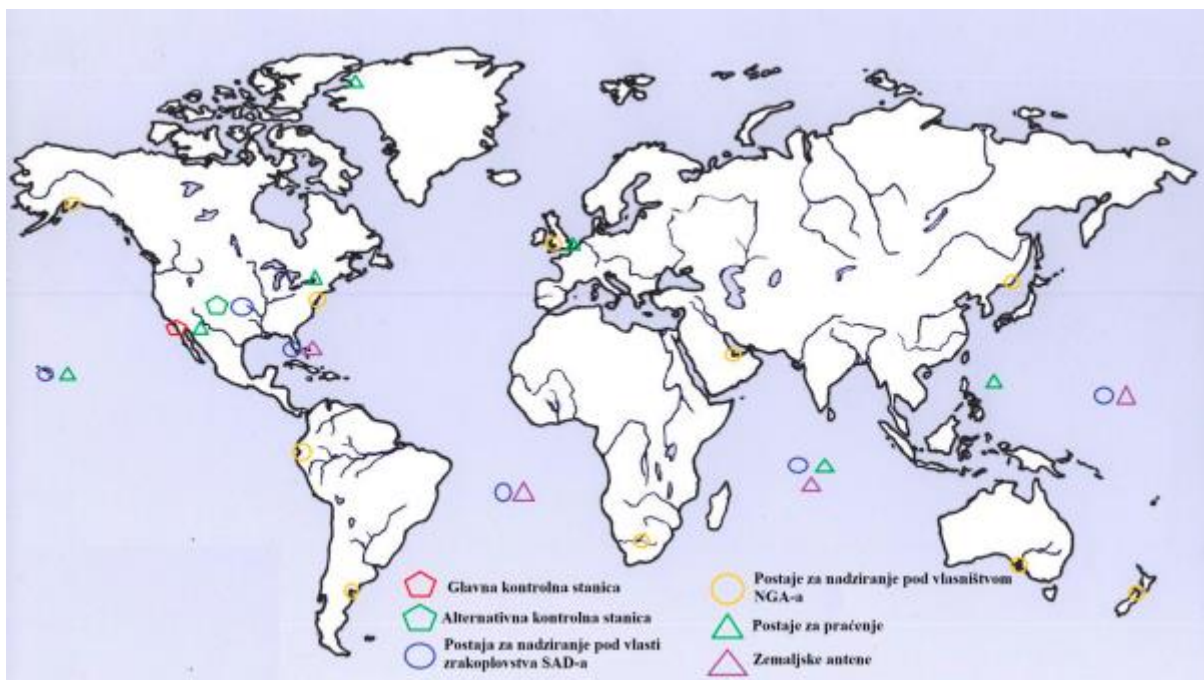 Glavna kontrolna stanica
Alternativna kontrolna stanica
Postaja za nadziranje pod vlasti
zrakoplovstva SAD-a
Postaje za nadziranje pod vlasništvom
NGA-a
Postaje za praćenje
Zemaljske antene